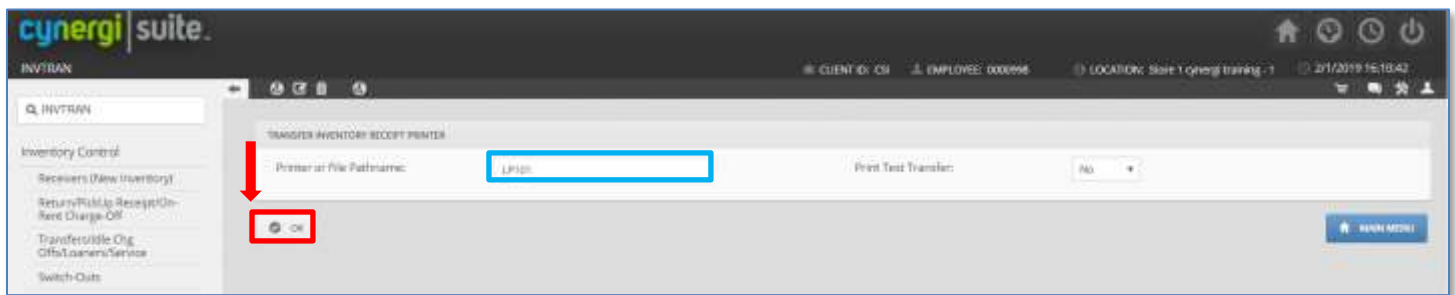 cynergi|suite.
INVTRAN
CLIENT ID: CSI EMPLOYEE: 0000998 LOCATION: Store 1 cynergi training - 1 2/1/2019 16:18:42
INVTRAN
TRANSFER INVENTORY RECEIPT PRINTER
Inventory Control
Printer or File Pathname: Print Test Transfer: No
Receivers (New Inventory)
Return/PickUp Receipt/On-
Rent Charge-Off
OK MAIN MENU
Transfers/Idle Chg
Offs/Loaners/Service
Switch-Outs